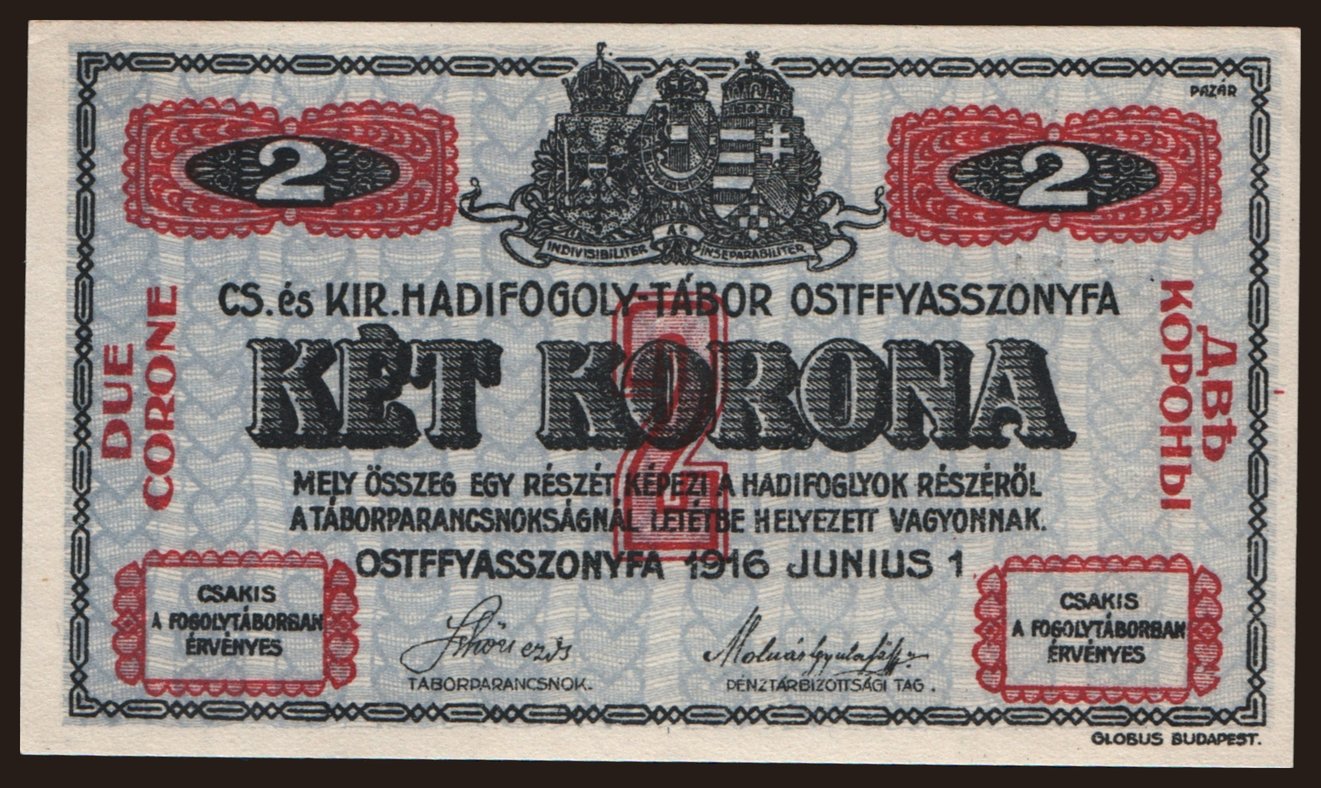 PAZÁR
2
2
INDIVISIBILITER AC INSEPARABILITER
CS. és KIR. HADIFOGOLY-TÁBOR OSTFFYASSZONYFA
DUE
CORONE
KÉT KORONA
2
ДВѢ
КОРОНЫ
MELY ÖSSZEG EGY RÉSZÉT KÉPEZI A HADIFOGLYOK RÉSZÉRŐL
A TÁBORPARANCSNOKSÁGNÁL LETÉTBE HELYEZETT VAGYONNAK.
OSTFFYASSZONYFA 1916 JUNIUS 1
CSAKIS
A FOGOLYTÁBORBAN
ÉRVÉNYES
TÁBORPARANCSNOK.
PÉNZTÁRBIZOTTSÁGI TAG.
CSAKIS
A FOGOLYTÁBORBAN
ÉRVÉNYES
GLOBUS BUDAPEST.